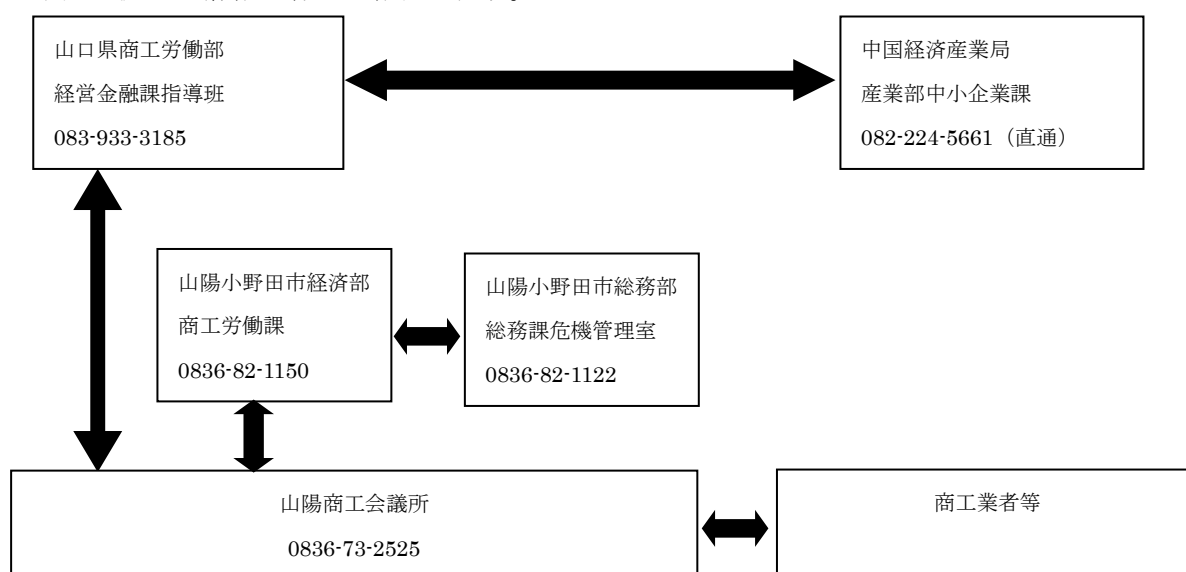 山口県商工労働部
経営金融課指導班
083-933-3185
中国経済産業局
産業部中小企業課
082-224-5661（直通）
山陽小野田市経済部
商工労働課
0836-82-1150
山陽小野田市総務部
総務課危機管理室
0836-82-1122
山陽商工会議所
0836-73-2525
商工業者等